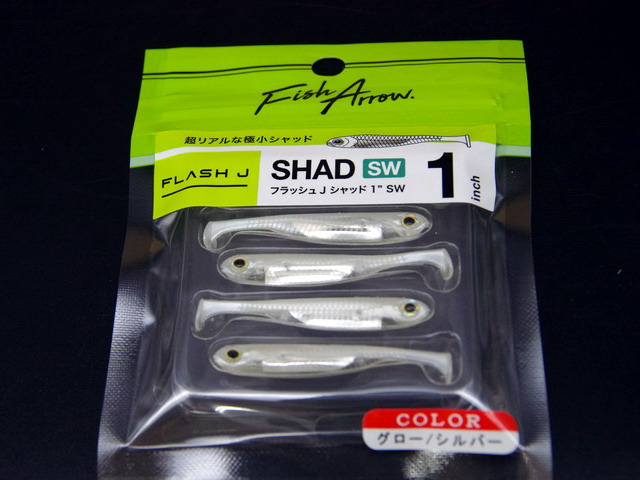 Fish Arrow.
超リアルな極小シャッド
FLASH J
SHAD SW
1 inch
フラッシュJ シャッド 1" SW
COLOR
グロー/シルバー